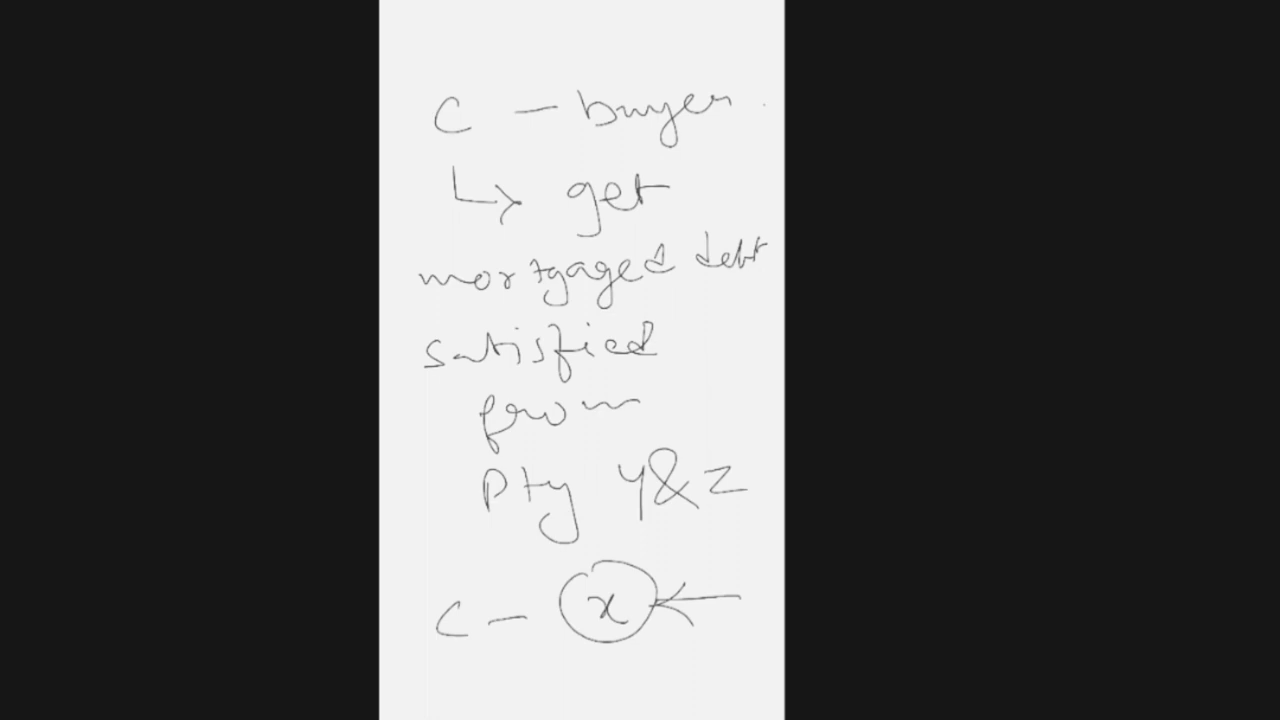 C - buyer.
↳ get
mortgaged debt
satisfied
from
Pty Y & Z
C - x ←